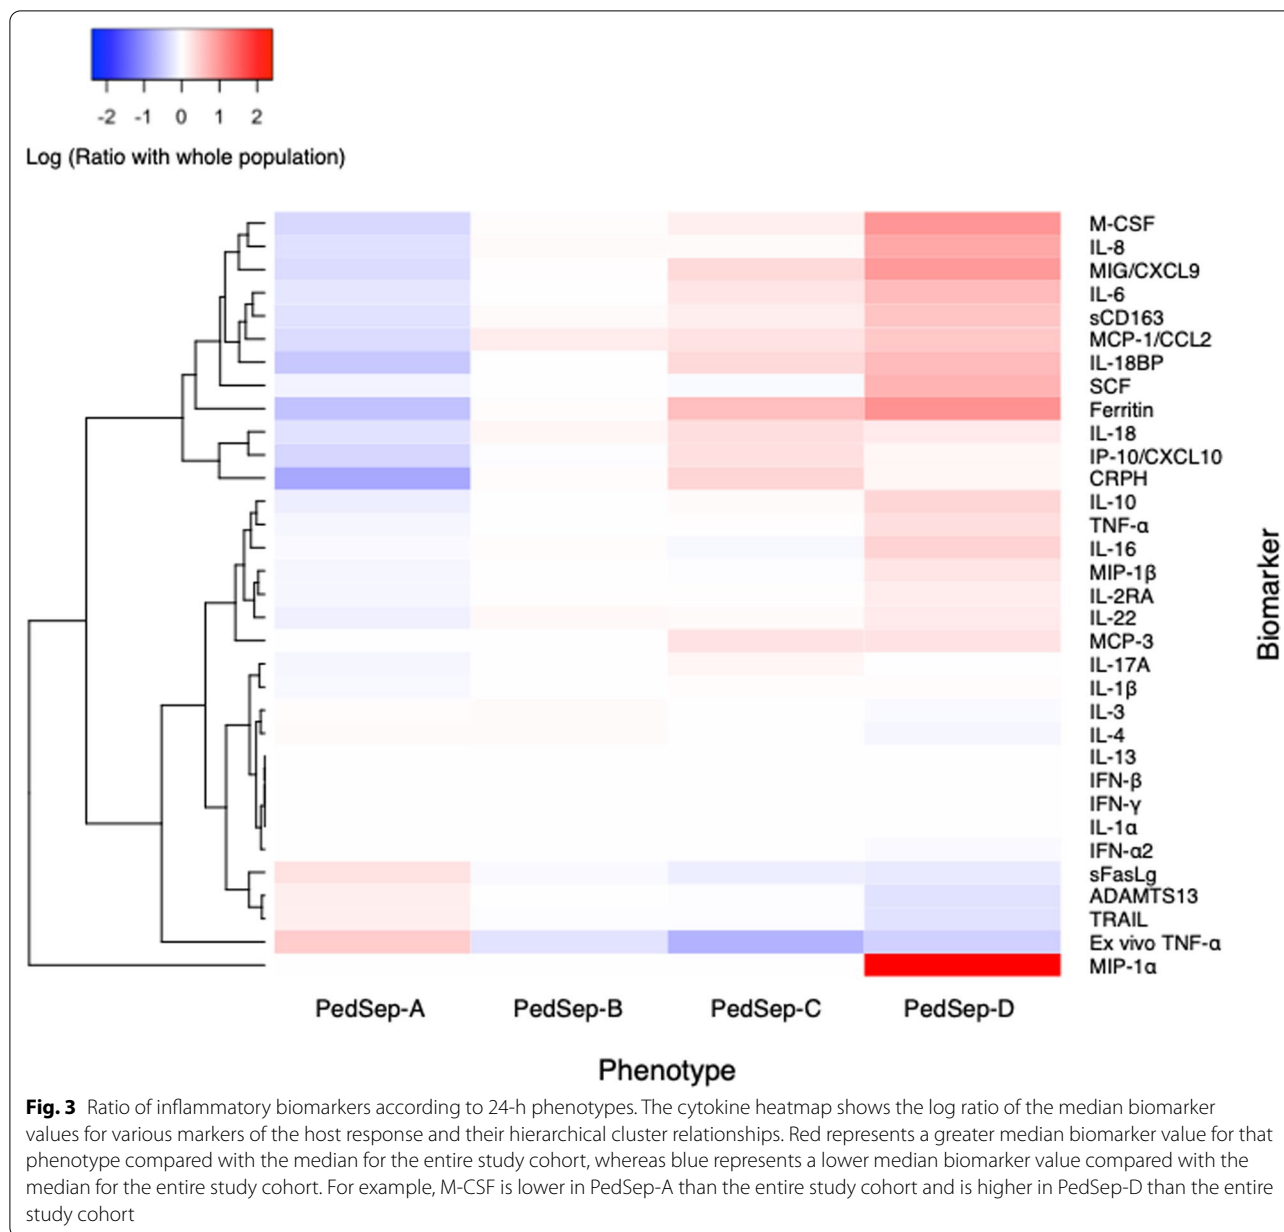 -2 -1 0 1 2
Log (Ratio with whole population)
M-CSF
IL-8
MIG/CXCL9
IL-6
sCD163
MCP-1/CCL2
IL-18BP
SCF
Ferritin
IL-18
IP-10/CXCL10
CRPH
IL-10
TNF-α
IL-16
MIP-1β
IL-2RA
IL-22
MCP-3
IL-17A
IL-1β
IL-3
IL-4
IL-13
IFN-β
IFN-γ
IL-1α
IFN-α2
sFasLg
ADAMTS13
TRAIL
Ex vivo TNF-α
MIP-1α
Biomarker
PedSep-A PedSep-B PedSep-C PedSep-D
Phenotype
Fig. 3 Ratio of inflammatory biomarkers according to 24-h phenotypes. The cytokine heatmap shows the log ratio of the median biomarker
values for various markers of the host response and their hierarchical cluster relationships. Red represents a greater median biomarker value for that
phenotype compared with the median for the entire study cohort, whereas blue represents a lower median biomarker value compared with the
median for the entire study cohort. For example, M-CSF is lower in PedSep-A than the entire study cohort and is higher in PedSep-D than the entire
study cohort